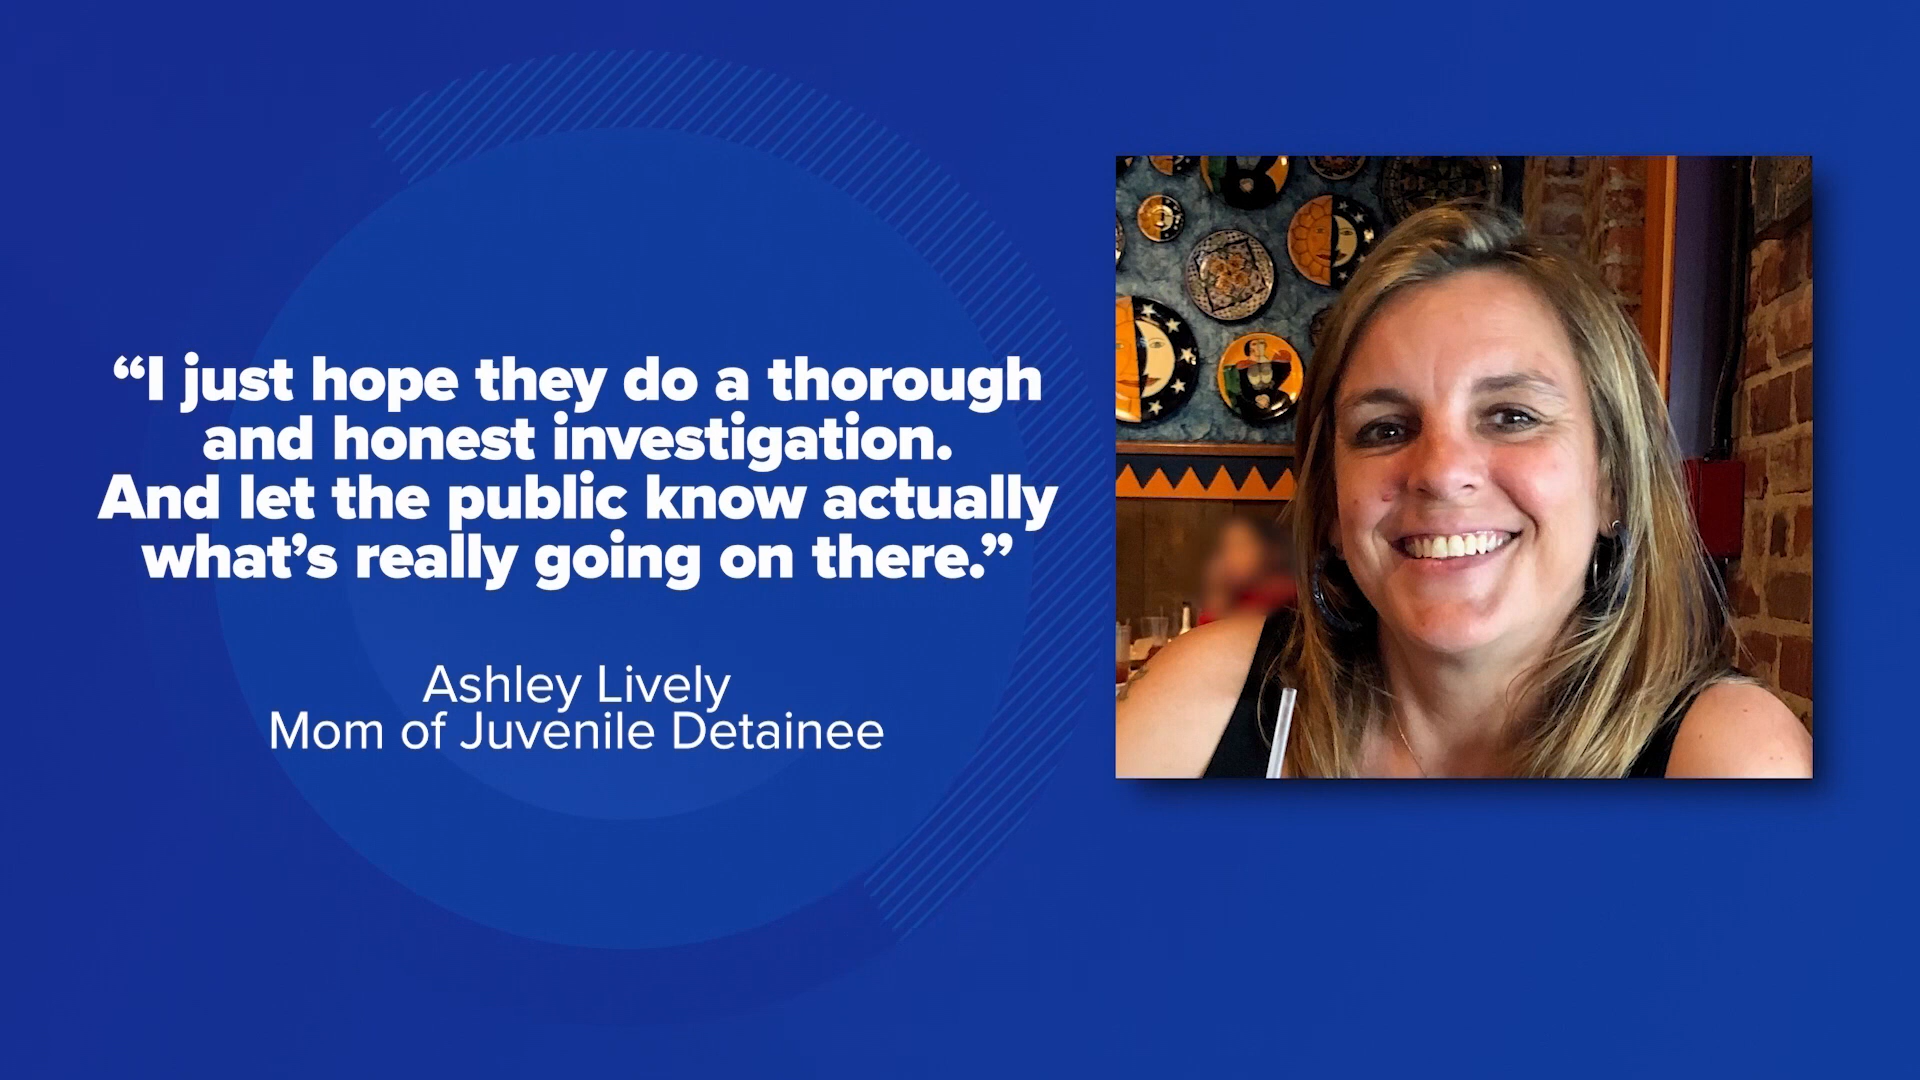 “I just hope they do a thorough
and honest investigation.
And let the public know actually
what’s really going on there.”
Ashley Lively
Mom of Juvenile Detainee